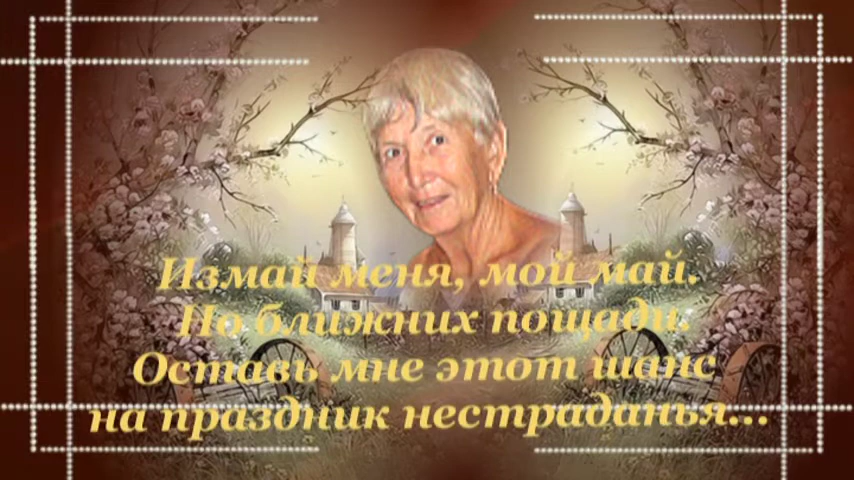 Измай меня, мой май.
Но ближних пощади.
Оставь мне этот шанс
на праздник нестраданья...